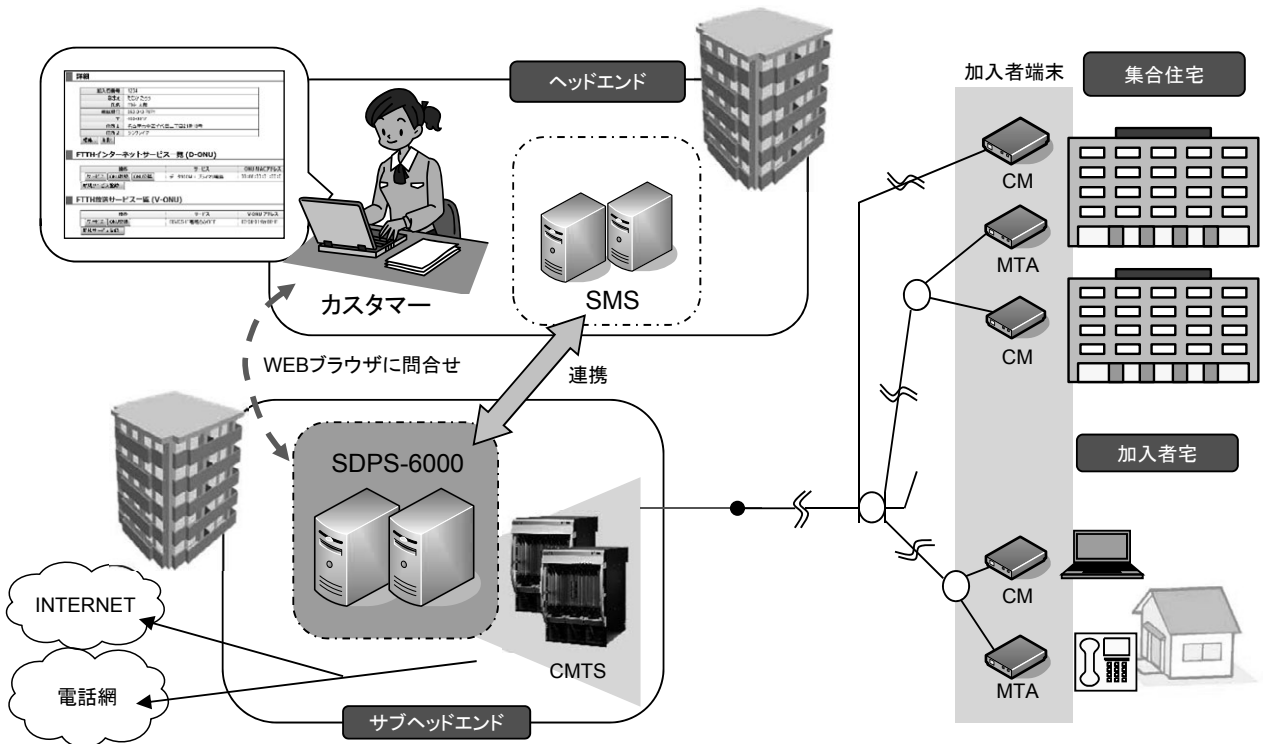 詳細
FTTHインターネットサービス一覧 (D-ONU)
FTTH放送サービス一覧 (V-ONU)
ヘッドエンド
カスタマー
SMS
WEBブラウザに問合せ
連携
SDPS-6000
CMTS
サブヘッドエンド
INTERNET
電話網
加入者端末
集合住宅
CM
MTA
CM
加入者宅
CM
MTA